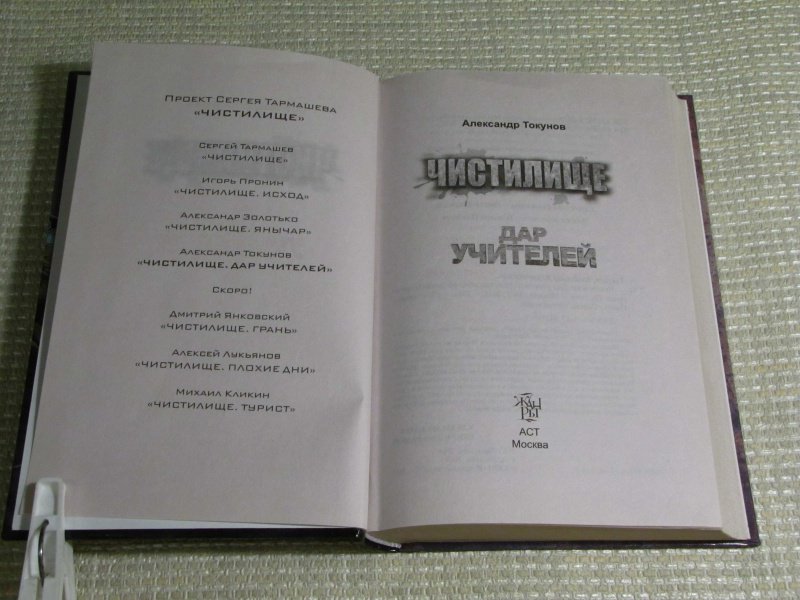 Проект Сергея Тармашева
«ЧИСТИЛИЩЕ»
Сергей Тармашев
«ЧИСТИЛИЩЕ»
Игорь Пронин
«ЧИСТИЛИЩЕ. ИСХОД»
Александр Золотько
«ЧИСТИЛИЩЕ. ЯНЫЧАР»
Александр Токунов
«ЧИСТИЛИЩЕ. ДАР УЧИТЕЛЕЙ»
Скоро!
Дмитрий Янковский
«ЧИСТИЛИЩЕ. ГРАНЬ»
Алексей Лукьянов
«ЧИСТИЛИЩЕ. ПЛОХИЕ ДНИ»
Михаил Кликин
«ЧИСТИЛИЩЕ. ТУРИСТ»
Александр Токунов
ЧИСТИЛИЩЕ
ДАР
УЧИТЕЛЕЙ
ЖАН
РЫ
АСТ
Москва